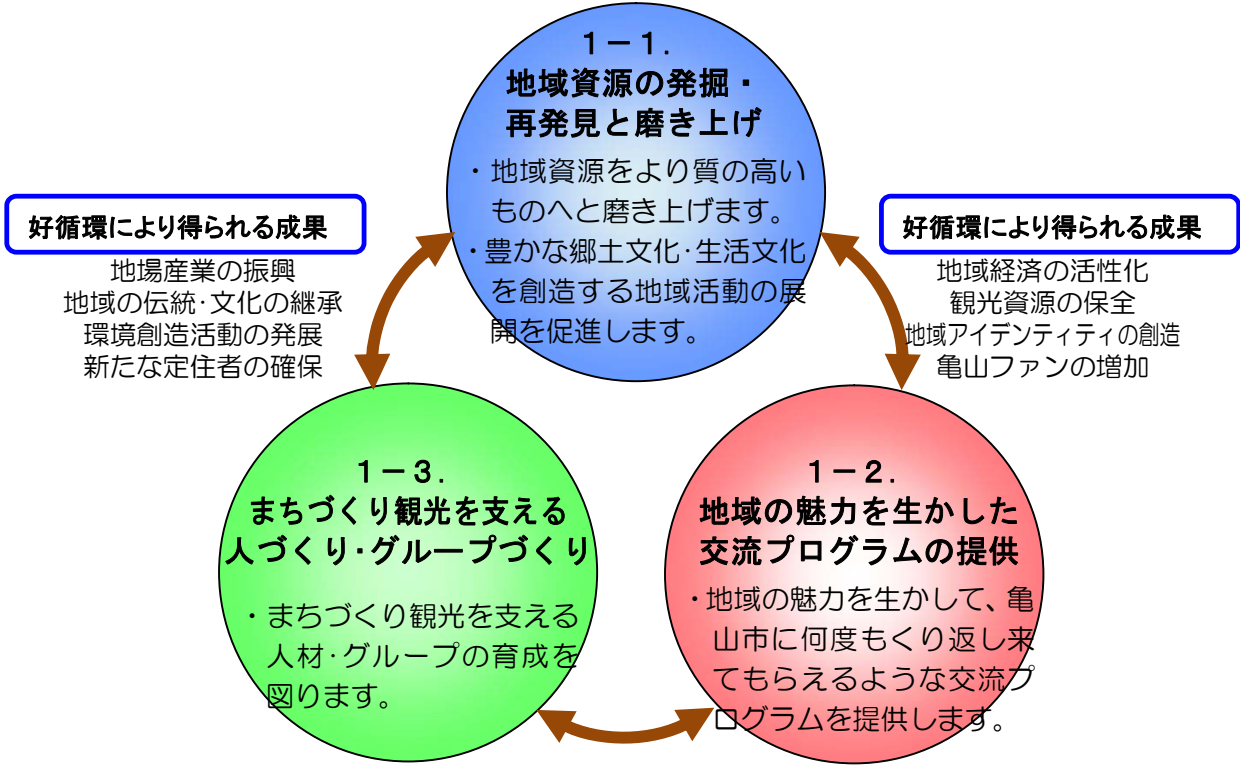 １－１．
地域資源の発掘・
再発見と磨き上げ
・地域資源をより質の高い
ものへと磨き上げます。
・豊かな郷土文化･生活文化
を創造する地域活動の展
開を促進します。
好循環により得られる成果
地場産業の振興
地域の伝統･文化の継承
環境創造活動の発展
新たな定住者の確保
好循環により得られる成果
地域経済の活性化
観光資源の保全
地域アイデンティティの創造
亀山ファンの増加
１－３．
まちづくり観光を支える
人づくり･グループづくり
・まちづくり観光を支える
人材･グループの育成を
図ります。
１－２．
地域の魅力を生かした
交流プログラムの提供
・地域の魅力を生かして、亀
山市に何度もくり返し来
てもらえるような交流プ
ログラムを提供します。